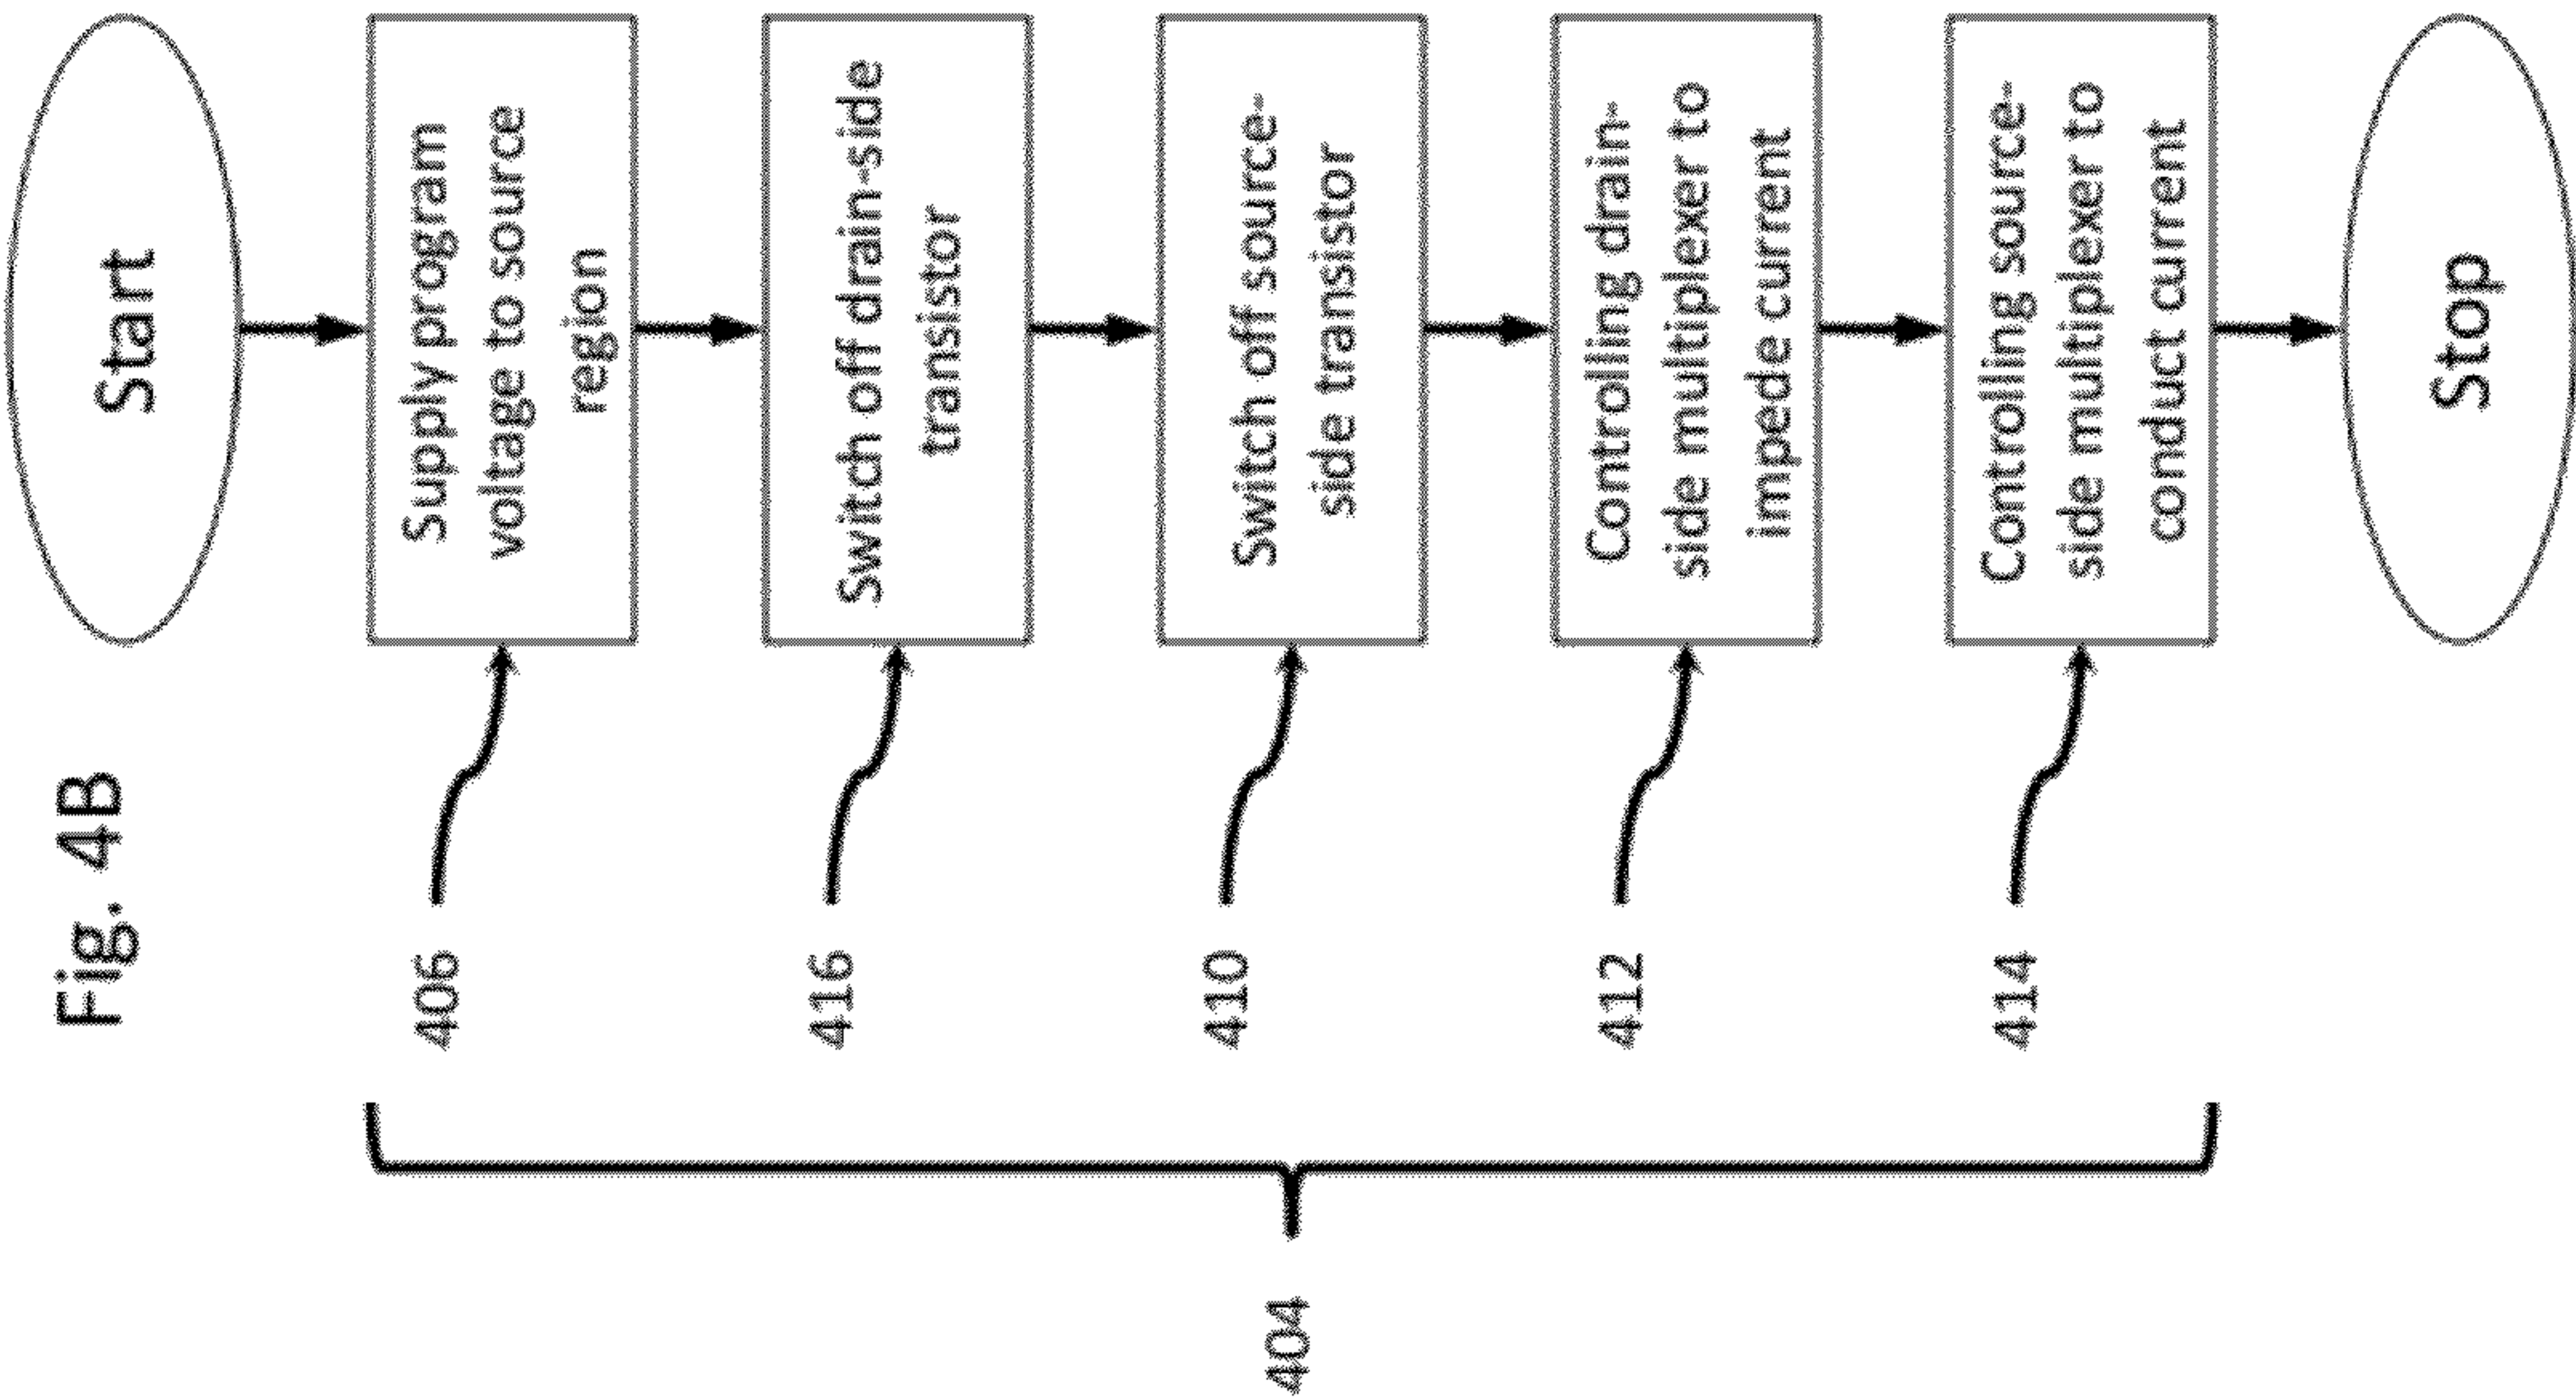 Fig. 4B
Start
406
Supply program
voltage to source
region
416
Switch off drain-side
transistor
410
Switch off source-
side transistor
412
Controlling drain-
side multiplexer to
impede current
414
Controlling source-
side multiplexer to
conduct current
404
Stop